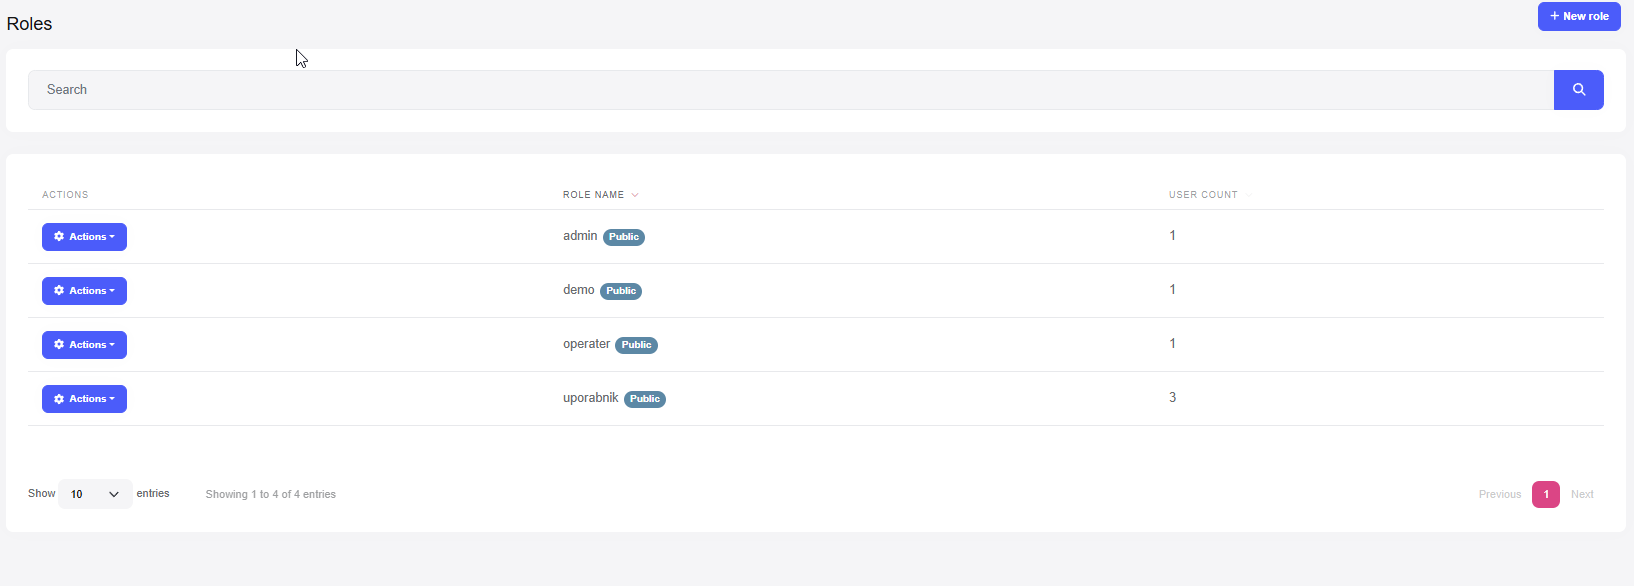 Roles
New role
Search
ACTIONS ROLE NAME USER COUNT
Actions admin Public 1
Actions demo Public 1
Actions operater Public 1
Actions uporabnik Public 3
Show 10 entries Showing 1 to 4 of 4 entries Previous 1 Next